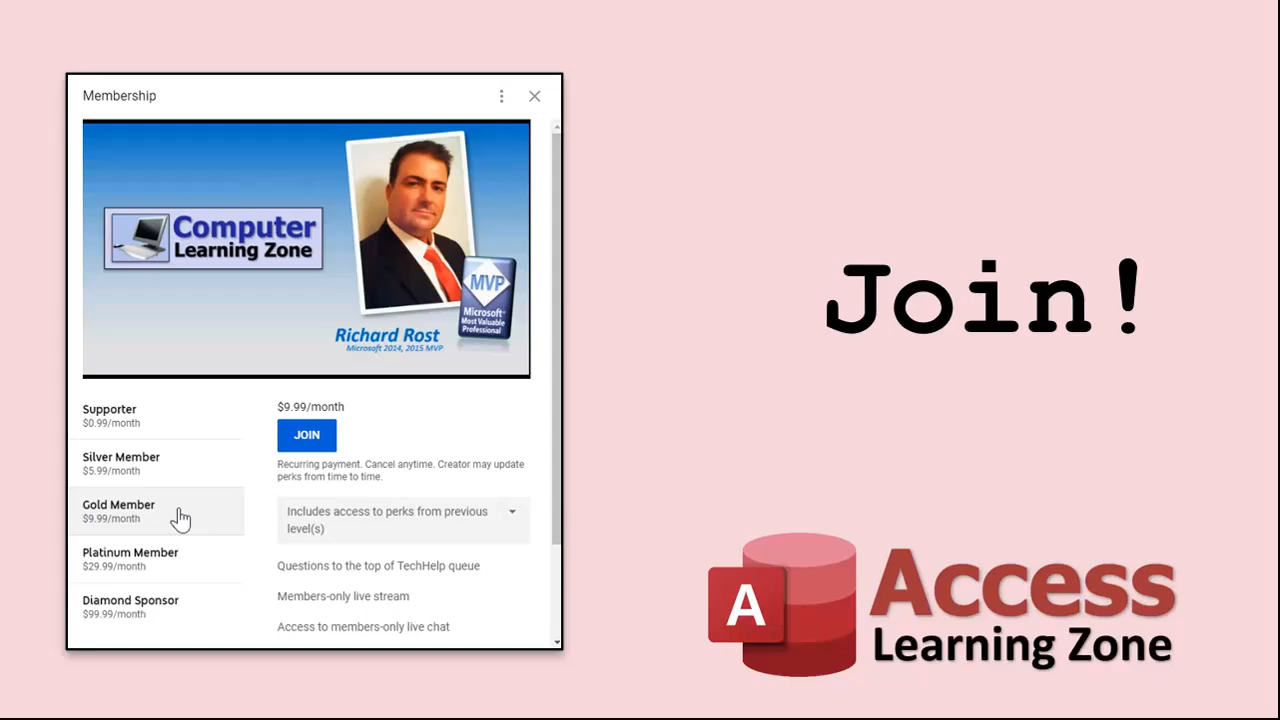 Membership
Computer
Learning Zone
MVP
Microsoft®
Most Valuable
Professional
Richard Rost
Microsoft 2014, 2015 MVP
Supporter
$0.99/month
Silver Member
$5.99/month
Gold Member
$9.99/month
Platinum Member
$29.99/month
Diamond Sponsor
$99.99/month
$9.99/month
JOIN
Recurring payment. Cancel anytime. Creator may update
perks from time to time.
Includes access to perks from previous
level(s)
Questions to the top of TechHelp queue
Members-only live stream
Access to members-only live chat
Join!
A
Access
Learning Zone